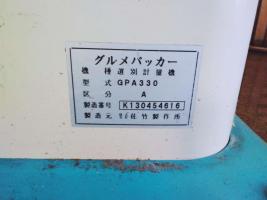 グルメパッカー
機種 選別計量機
型式 GPA330
区分 A
製造番号 K130454616
製造元 佐竹製作所